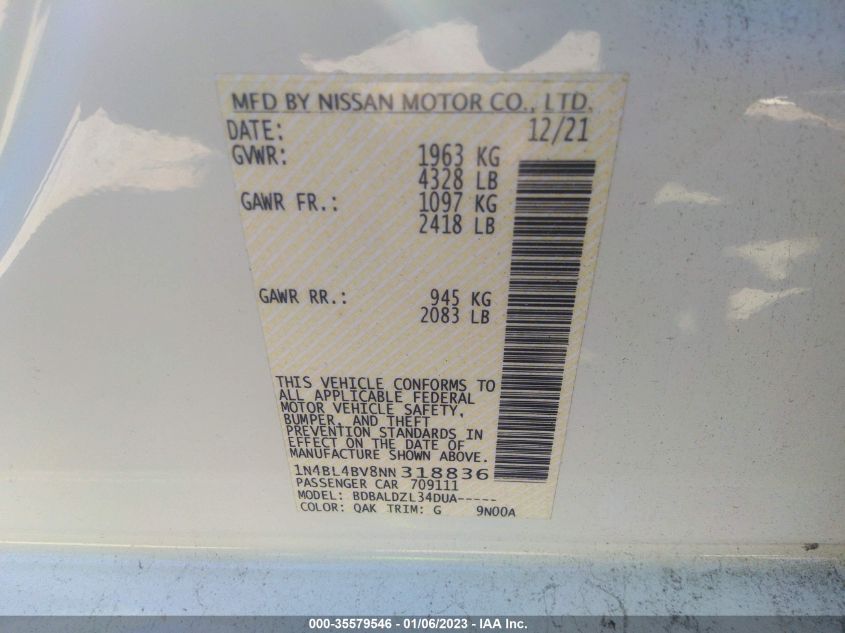 MFD BY NISSAN MOTOR CO., LTD.
DATE: 12/21
GVWR: 1963 KG
4328 LB
GAWR FR.: 1097 KG
2418 LB
GAWR RR.: 945 KG
2083 LB
THIS VEHICLE CONFORMS TO
ALL APPLICABLE FEDERAL
MOTOR VEHICLE SAFETY,
BUMPER, AND THEFT
PREVENTION STANDARDS IN
EFFECT ON THE DATE OF
MANUFACTURE SHOWN ABOVE.
1N4BL4BV8NN318836
PASSENGER CAR 709111
MODEL: BDBALDZL34DUA-----
COLOR: QAK TRIM: G 9N00A
000-35579546 - 01/06/2023 - IAA Inc.